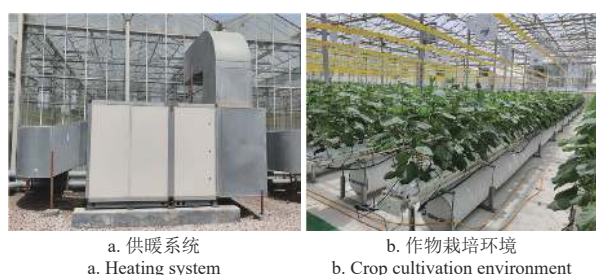 a. 供暖系统
a. Heating system
b. 作物栽培环境
b. Crop cultivation environment